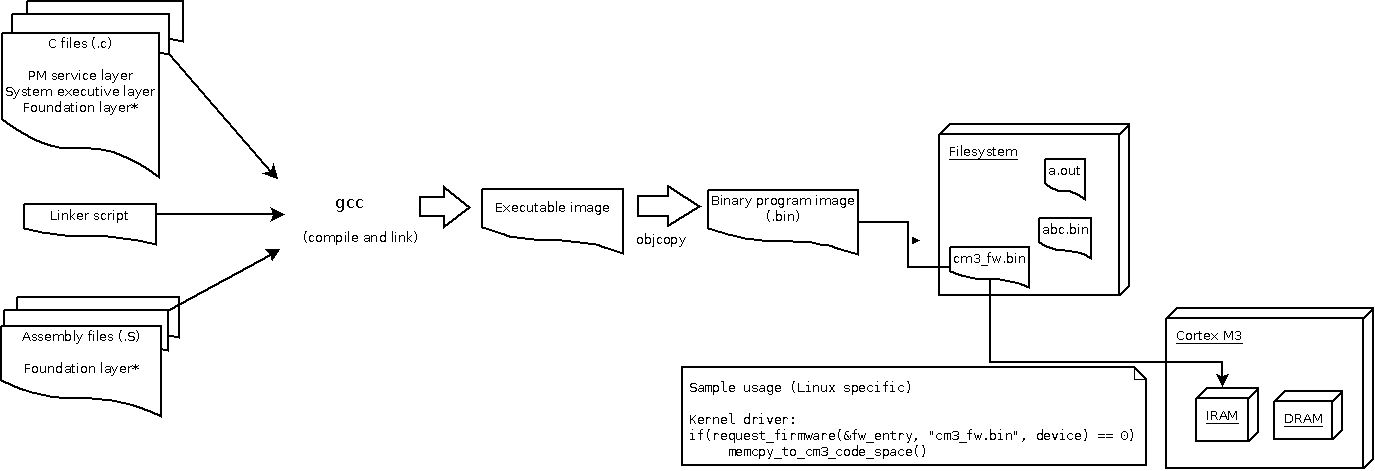 C files (.c)
PM service layer
System executive layer
Foundation layer*
Linker script
Assembly files (.S)
Foundation layer*
gcc
(compile and link)
Executable image
objcopy
Binary program image
(.bin)
Filesystem
a.out
abc.bin
cm3_fw.bin
Cortex M3
IRAM
DRAM
Sample usage (Linux specific)
Kernel driver:
if(request_firmware(&fw_entry, "cm3_fw.bin", device) == 0)
memcpy_to_cm3_code_space()